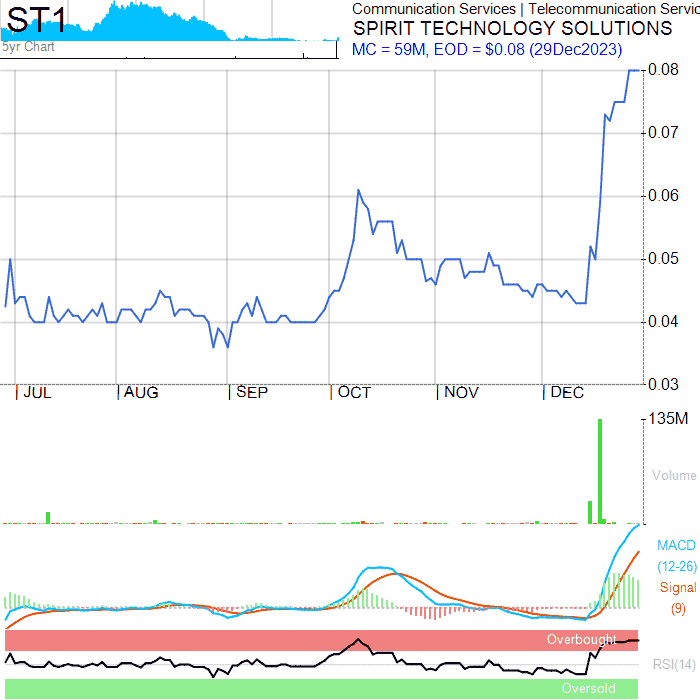 ST1
5yr Chart
Communication Services | Telecommunication Servic
SPIRIT TECHNOLOGY SOLUTIONS
MC = 59M, EOD = $0.08 (29Dec2023)
0.08
0.07
0.06
0.05
0.04
0.03
JUL AUG SEP OCT NOV DEC
135M
Volume
MACD
(12-26)
Signal
(9)
Overbought
RSI(14)
Oversold